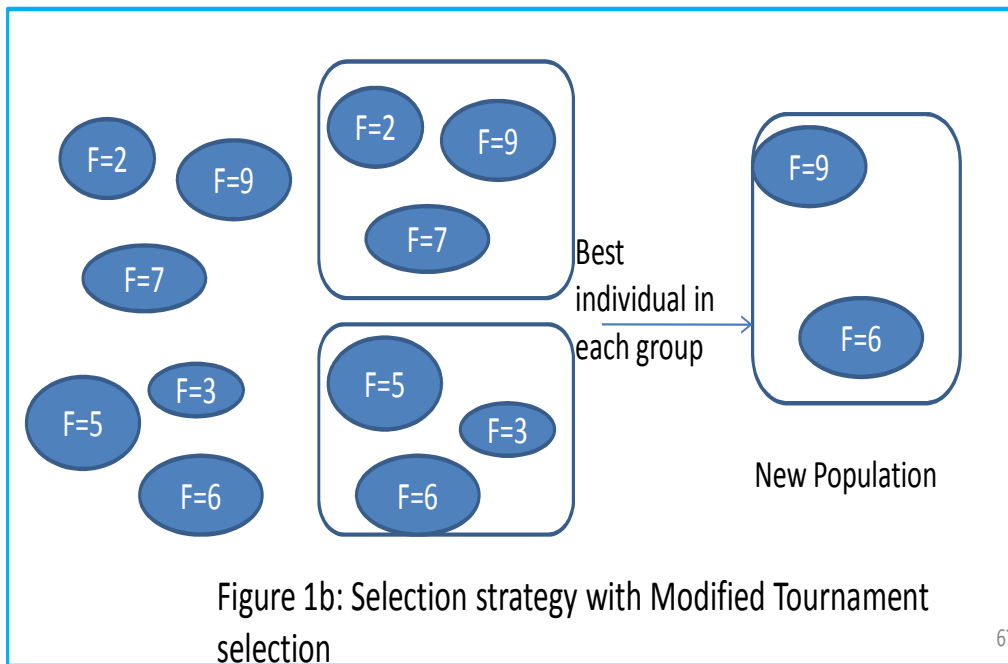 F=2
F=9
F=7
F=5
F=3
F=6
F=2
F=9
F=7
F=5
F=3
F=6
Best
individual in
each group
F=9
F=6
New Population
Figure 1b: Selection strategy with Modified Tournament
selection